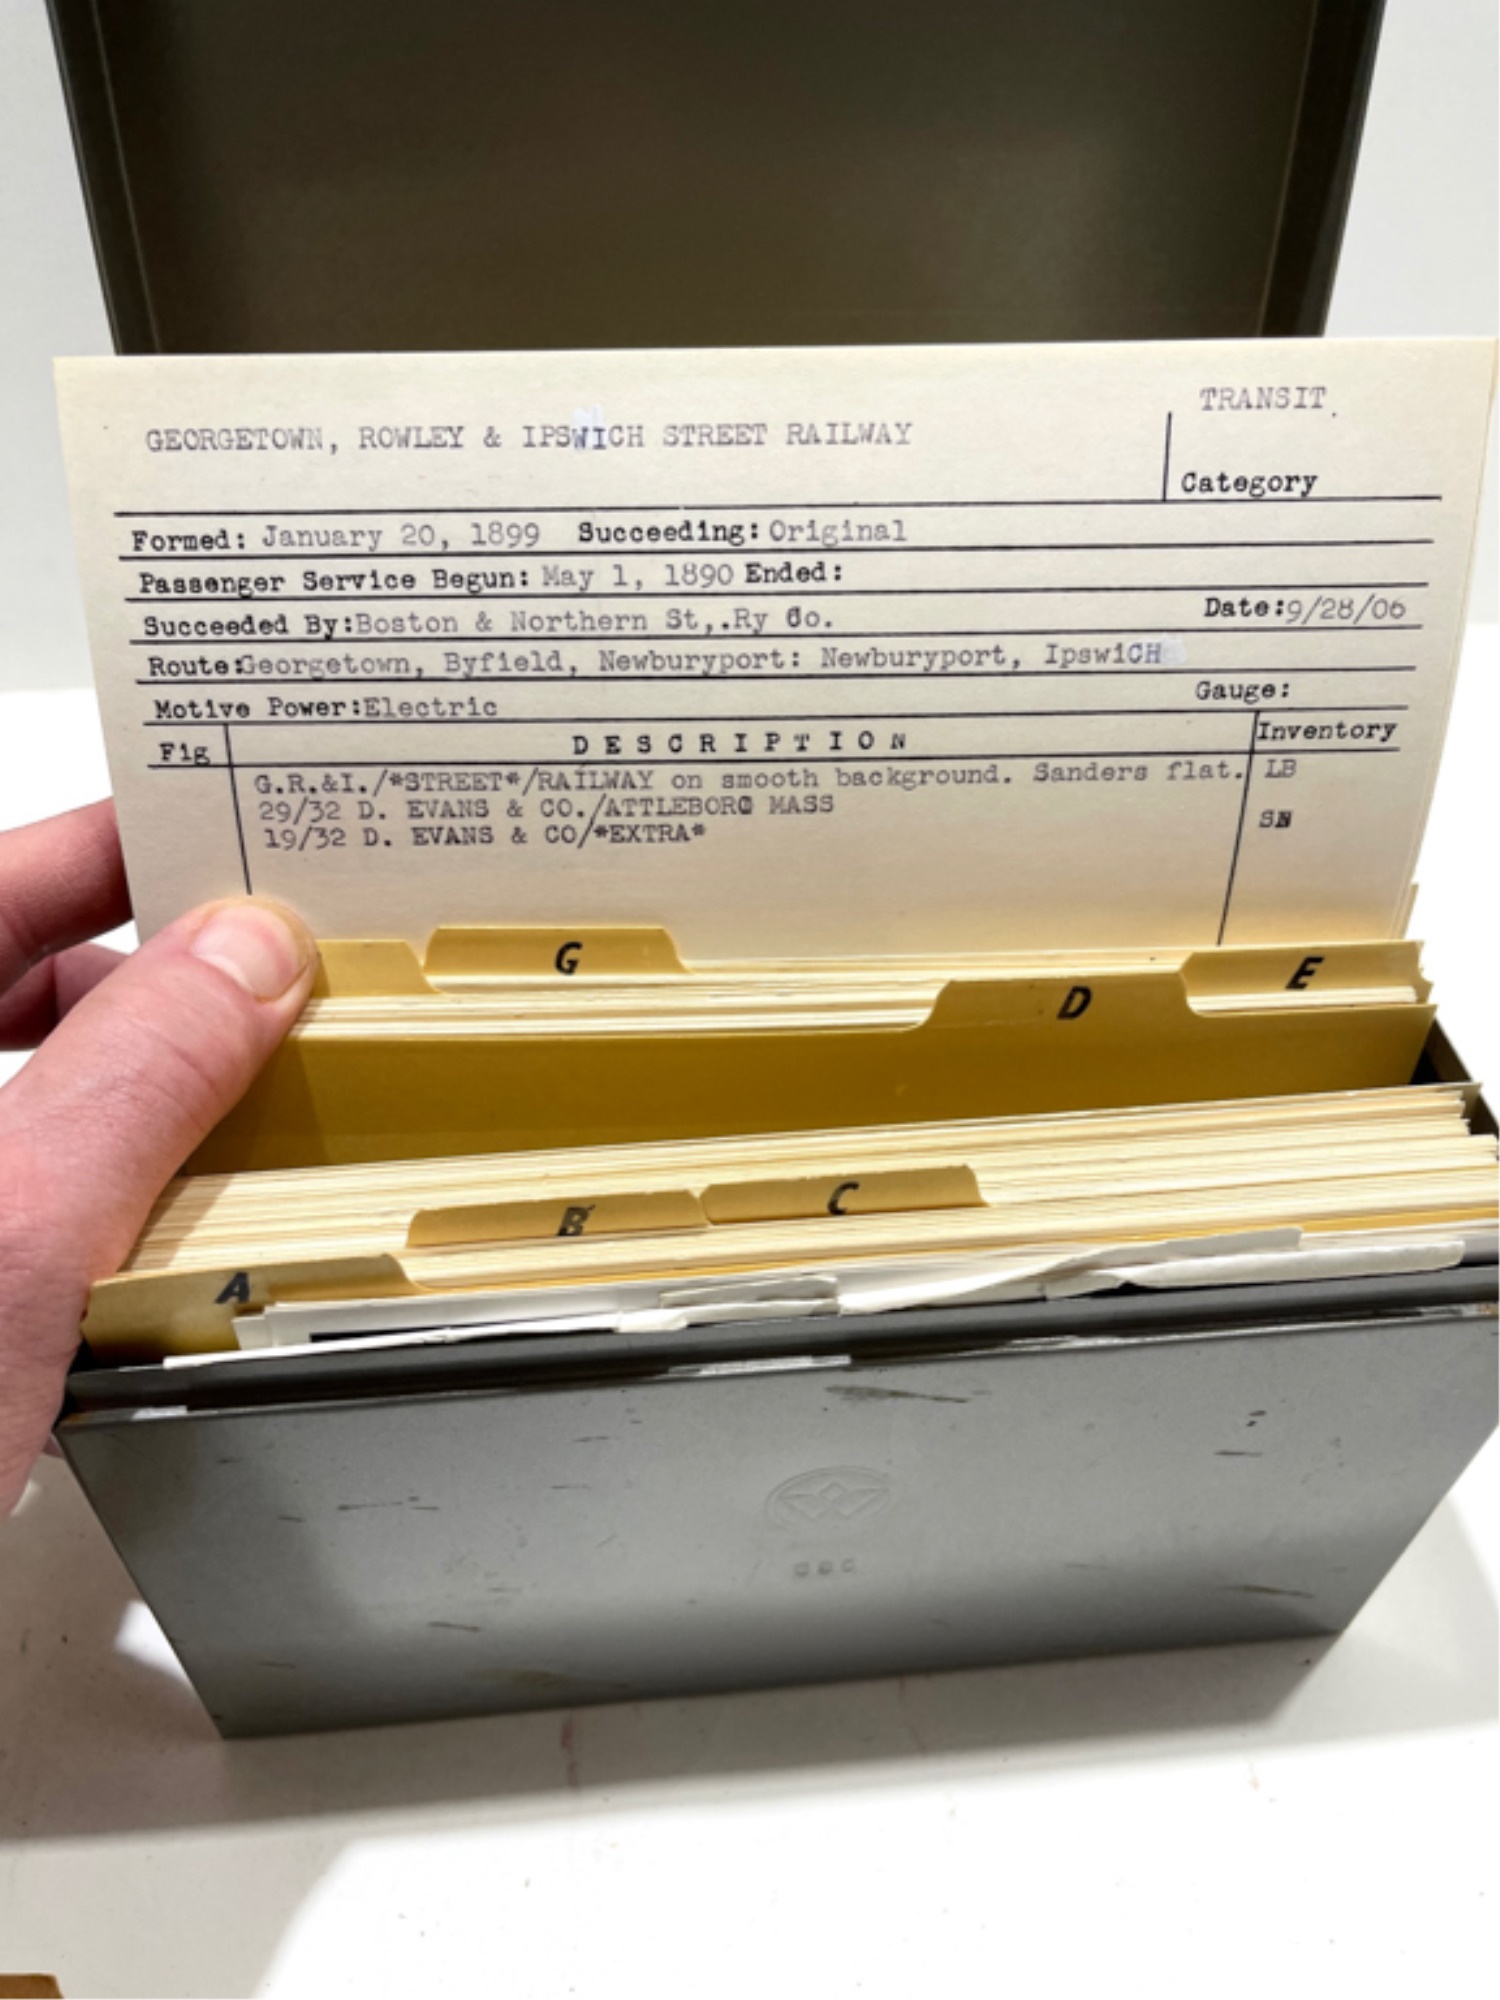 TRANSIT
GEORGETOWN, ROWLEY & IPSWICH STREET RAILWAY
Category
Formed: January 20, 1899 Succeeding: Original
Passenger Service Begun: May 1, 1890 Ended:
Succeeded By: Boston & Northern St,.Ry Co. Date: 9/28/06
Route: Georgetown, Byfield, Newburyport: Newburyport, IpswiCH
Motive Power: Electric Gauge:
Fig DESCRIPTION Inventory
G.R.&I./*STREET*/RAILWAY on smooth background. Sanders flat. LB
29/32 D. EVANS & CO./ATTLEBORO MASS
19/32 D. EVANS & CO/*EXTRA* SN
G
E
D
C
B
A